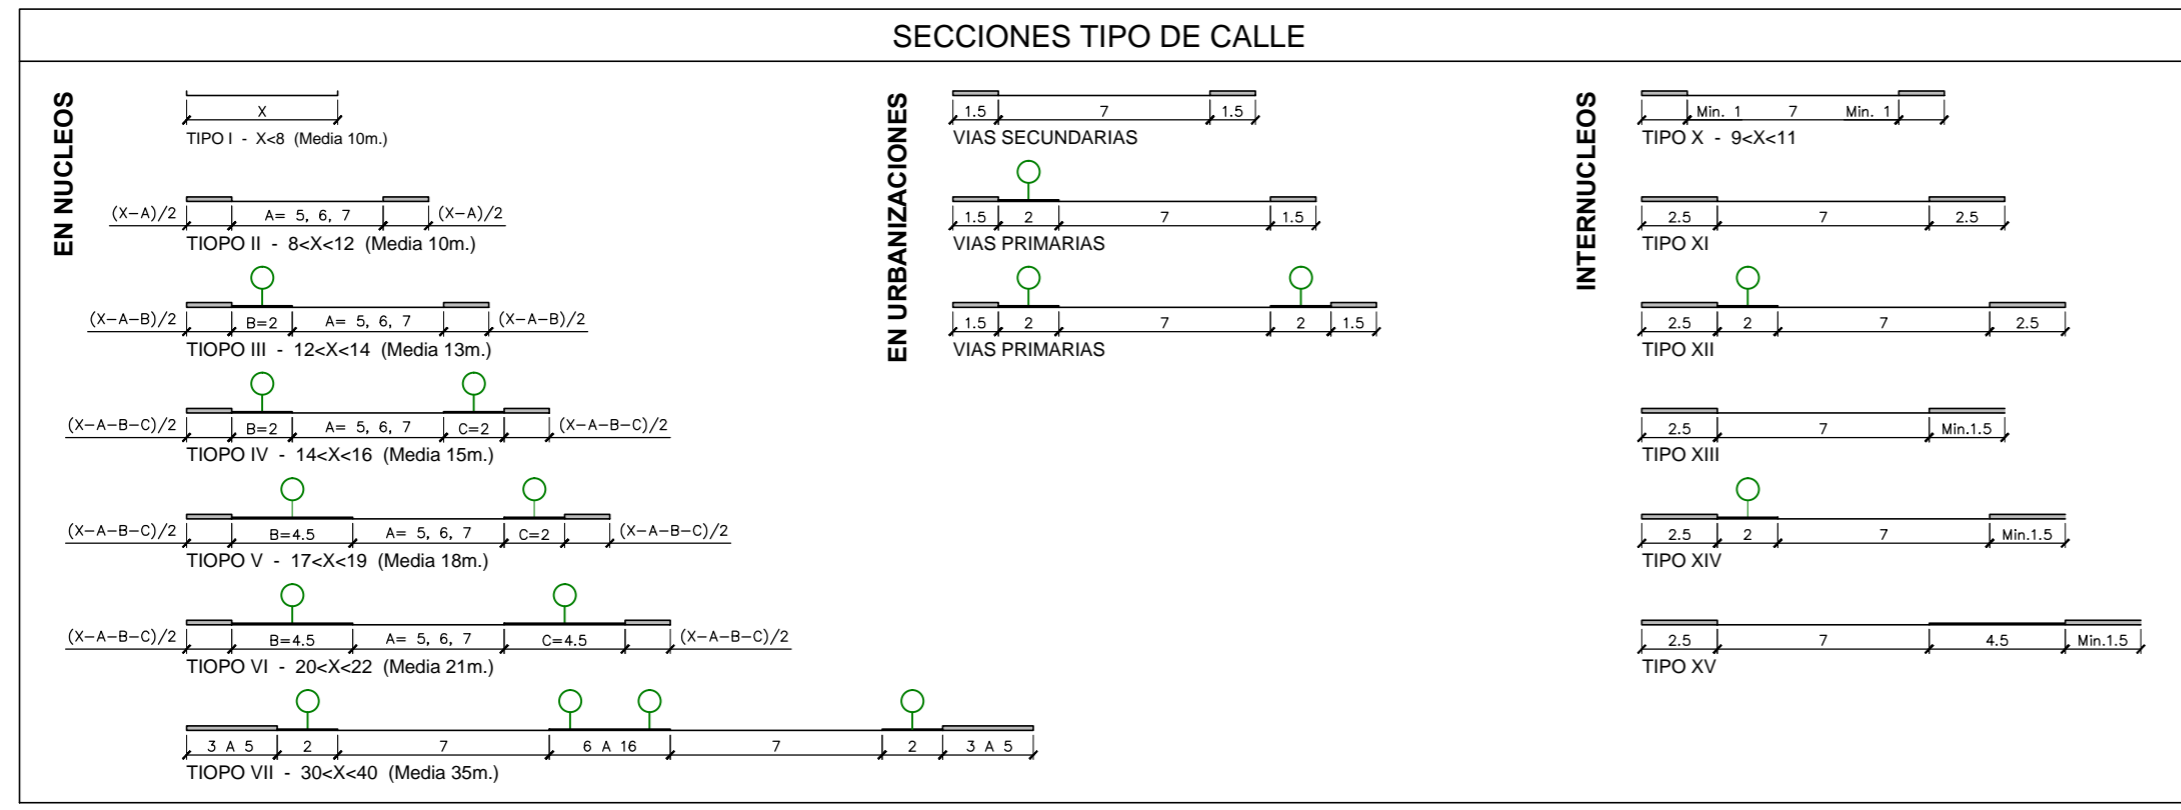 SECCIONES TIPO DE CALLE
EN NUCLEOS
X
TIPO I - X<8 (Media 10m.)
(X-A)/2 A= 5, 6, 7 (X-A)/2
TIOPO II - 8<X<12 (Media 10m.)
(X-A-B)/2 B=2 A= 5, 6, 7 (X-A-B)/2
TIOPO III - 12<X<14 (Media 13m.)
(X-A-B-C)/2 B=2 A= 5, 6, 7 C=2 (X-A-B-C)/2
TIOPO IV - 14<X<16 (Media 15m.)
(X-A-B-C)/2 B=4.5 A= 5, 6, 7 C=2 (X-A-B-C)/2
TIOPO V - 17<X<19 (Media 18m.)
(X-A-B-C)/2 B=4.5 A= 5, 6, 7 C=4.5 (X-A-B-C)/2
TIOPO VI - 20<X<22 (Media 21m.)
3 A 5 2 7 6 A 16 7 2 3 A 5
TIOPO VII - 30<X<40 (Media 35m.)
EN URBANIZACIONES
1.5 7 1.5
VIAS SECUNDARIAS
1.5 2 7 1.5
VIAS PRIMARIAS
1.5 2 7 2 1.5
VIAS PRIMARIAS
INTERNUCLEOS
Min. 1 7 Min. 1
TIPO X - 9<X<11
2.5 7 2.5
TIPO XI
2.5 2 7 2.5
TIPO XII
2.5 7 Min.1.5
TIPO XIII
2.5 2 7 Min.1.5
TIPO XIV
2.5 7 4.5 Min.1.5
TIPO XV